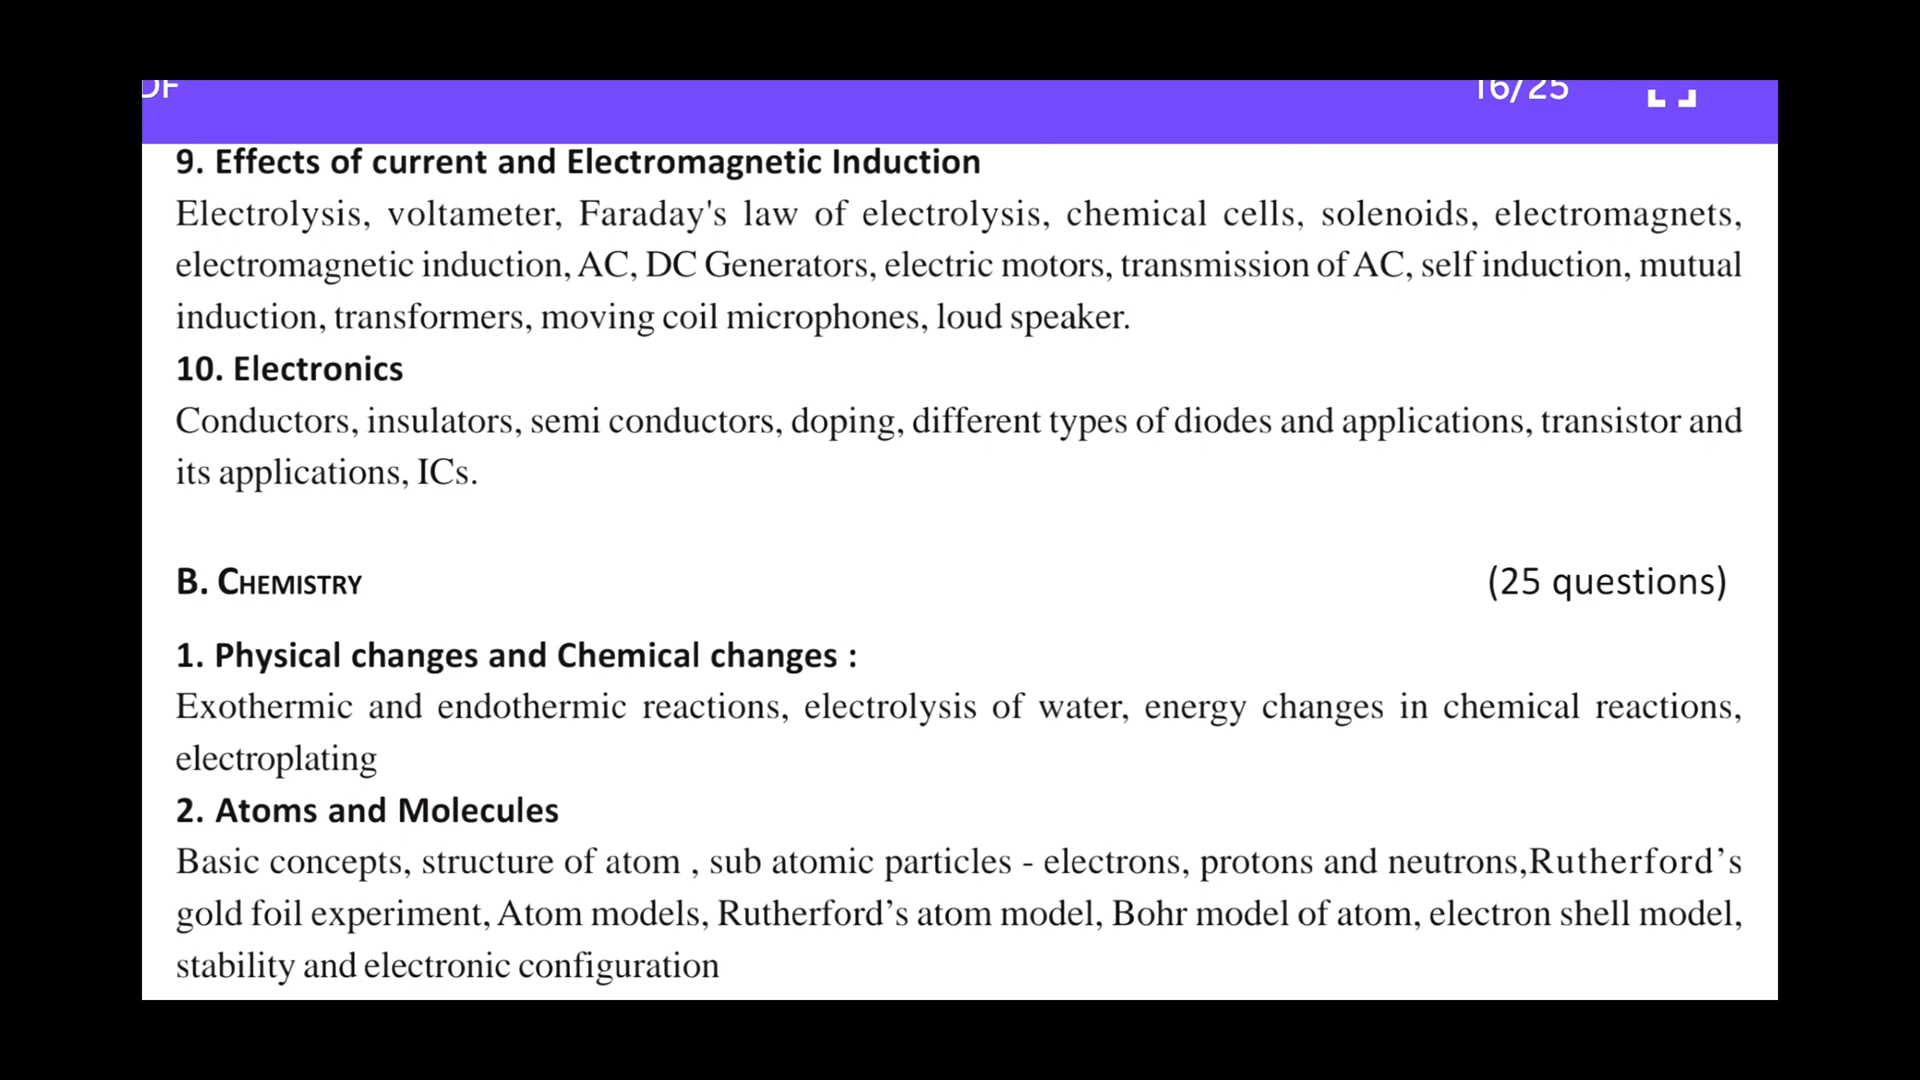 DF 16/25
9. Effects of current and Electromagnetic Induction
Electrolysis, voltameter, Faraday's law of electrolysis, chemical cells, solenoids, electromagnets,
electromagnetic induction, AC, DC Generators, electric motors, transmission of AC, self induction, mutual
induction, transformers, moving coil microphones, loud speaker.
10. Electronics
Conductors, insulators, semi conductors, doping, different types of diodes and applications, transistor and
its applications, ICs.
B. CHEMISTRY (25 questions)
1. Physical changes and Chemical changes :
Exothermic and endothermic reactions, electrolysis of water, energy changes in chemical reactions,
electroplating
2. Atoms and Molecules
Basic concepts, structure of atom , sub atomic particles - electrons, protons and neutrons,Rutherford’s
gold foil experiment, Atom models, Rutherford’s atom model, Bohr model of atom, electron shell model,
stability and electronic configuration